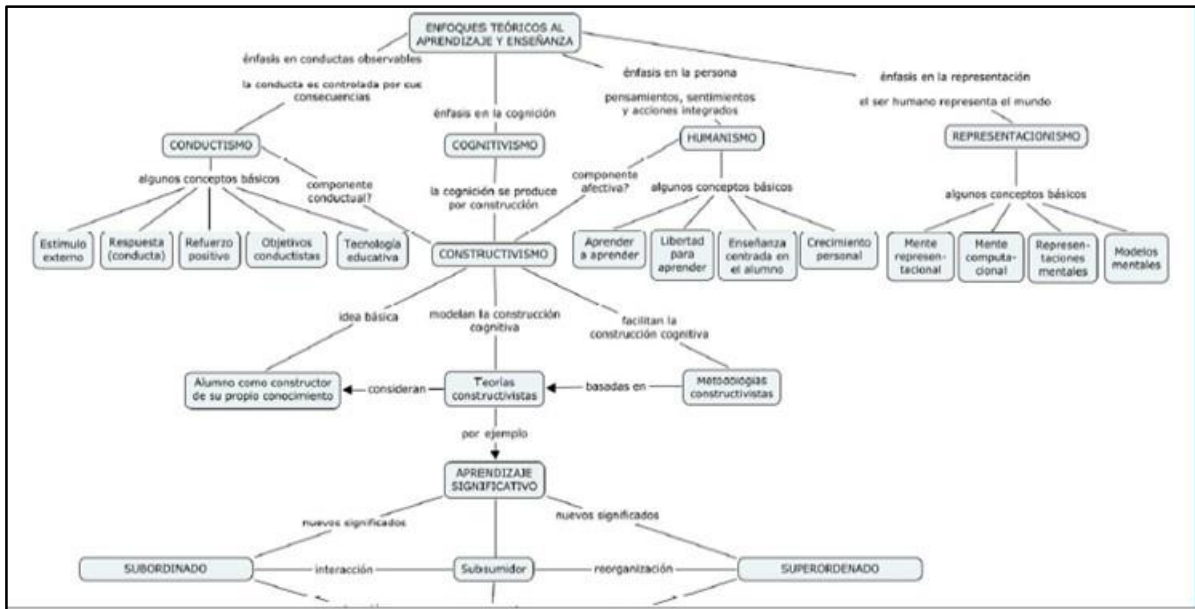 ENFOQUES TEÓRICOS AL
APRENDIZAJE Y ENSEÑANZA
énfasis en conductas observables
la conducta es controlada por sus
consecuencias
énfasis en la cognición
énfasis en la persona
pensamientos, sentimientos
y acciones integrados
énfasis en la representación
el ser humano representa el mundo
CONDUCTISMO
COGNITIVISMO
HUMANISMO
REPRESENTACIONISMO
algunos conceptos básicos
componente
conductual?
la cognición se produce
por construcción
componente
afectiva?
algunos conceptos básicos
algunos conceptos básicos
Estímulo
externo
Respuesta
(conducta)
Refuerzo
positivo
Objetivos
conductistas
Tecnología
educativa
CONSTRUCTIVISMO
Aprender
a aprender
Libertad
para
aprender
Enseñanza
centrada en
el alumno
Crecimiento
personal
Mente
represen-
tacional
Mente
computa-
cional
Represen-
taciones
mentales
Modelos
mentales
idea básica
modelan la construcción
cognitiva
facilitan la
construcción cognitiva
Alumno como constructor
de su propio conocimiento
consideran
Teorías
constructivistas
basadas en
Metodologías
constructivistas
por ejemplo
APRENDIZAJE
SIGNIFICATIVO
nuevos significados
nuevos significados
SUBORDINADO
interacción
Subsumidor
reorganización
SUPERORDENADO